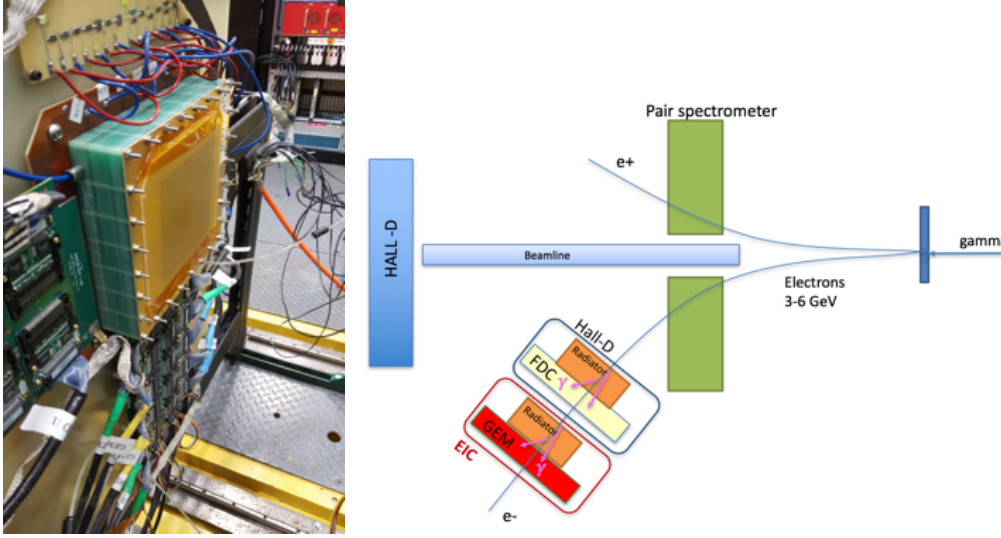 Pair spectrometer
e+
HALL -D
Beamline
gamma
Electrons
3-6 GeV
Hall-D
Radiator
FDC
γ
Radiator
GEM
γ
EIC
e-